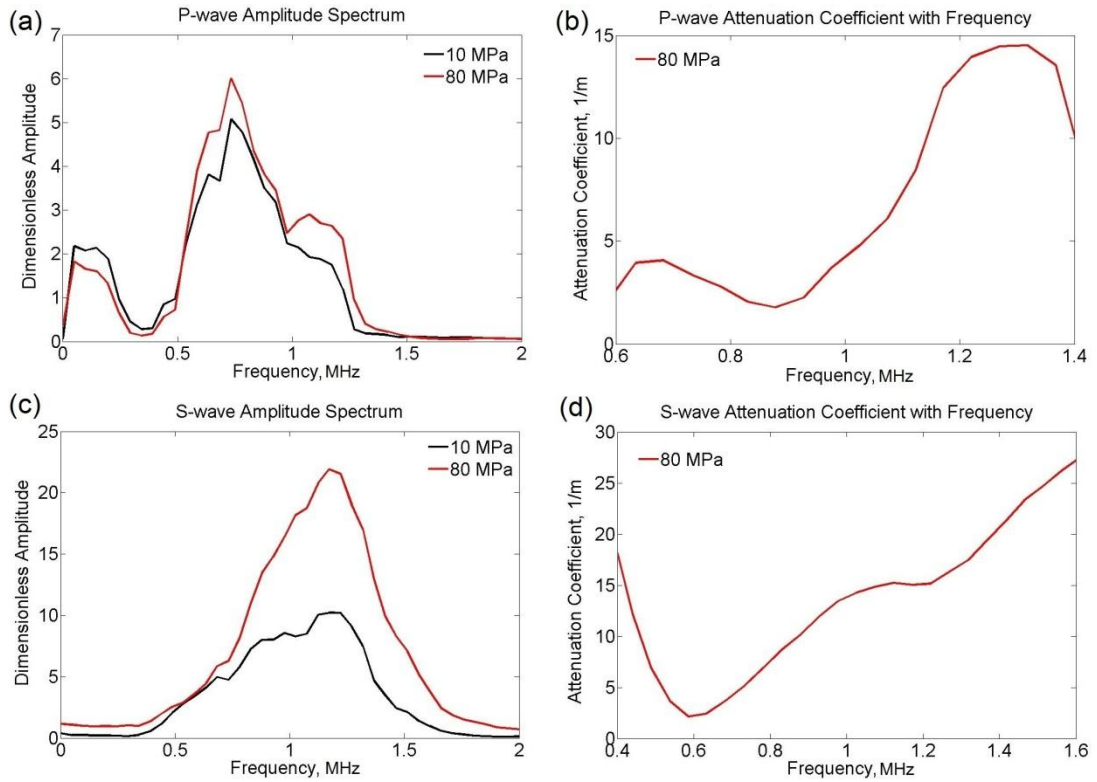 (a)
P-wave Amplitude Spectrum
7
6
5
4
3
2
1
0
0
0.5
1
1.5
2
Dimensionless Amplitude
Frequency, MHz
10 MPa
80 MPa
(b)
P-wave Attenuation Coefficient with Frequency
15
10
5
0
0.6
0.8
1
1.2
1.4
Attenuation Coefficient, 1/m
Frequency, MHz
80 MPa
(c)
S-wave Amplitude Spectrum
25
20
15
10
5
0
0
0.5
1
1.5
2
Dimensionless Amplitude
Frequency, MHz
10 MPa
80 MPa
(d)
S-wave Attenuation Coefficient with Frequency
30
25
20
15
10
5
0
0.4
0.6
0.8
1
1.2
1.4
1.6
Attenuation Coefficient, 1/m
Frequency, MHz
80 MPa